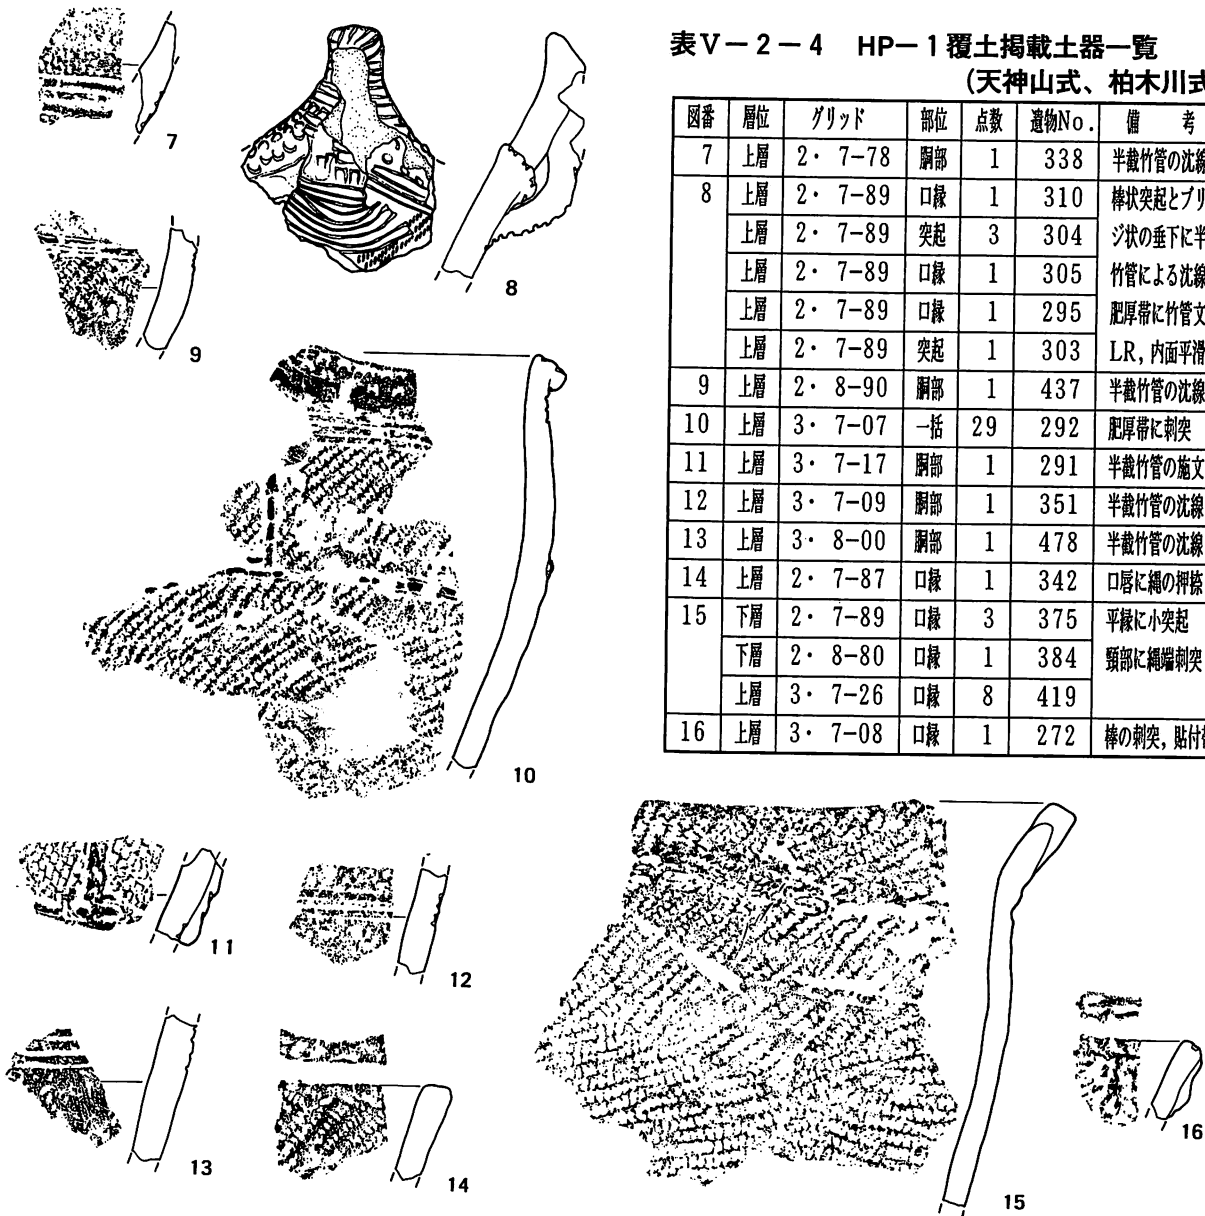 表Ⅴ－2－4 HP－1覆土掲載土器一覧
(天神山式、柏木川式
図番 層位 グリッド 部位 点数 遺物No. 備 考
7 上層 2・ 7-78 胴部 1 338 半截竹管の沈線
8 上層 2・ 7-89 口縁 1 310 棒状突起とブリ
上層 2・ 7-89 突起 3 304 ジ状の垂下に半
上層 2・ 7-89 口縁 1 305 竹管による沈線
上層 2・ 7-89 口縁 1 295 肥厚帯に竹管文
上層 2・ 7-89 突起 1 303 LR, 内面平滑
9 上層 2・ 8-90 胴部 1 437 半截竹管の沈線
10 上層 3・ 7-07 一括 29 292 肥厚帯に刺突
11 上層 3・ 7-17 胴部 1 291 半截竹管の施文
12 上層 3・ 7-09 胴部 1 351 半截竹管の沈線
13 上層 3・ 8-00 胴部 1 478 半截竹管の沈線
14 上層 2・ 7-87 口縁 1 342 口唇に縄の押捺
15 下層 2・ 7-89 口縁 3 375 平縁に小突起
下層 2・ 8-80 口縁 1 384 頸部に縄端刺突
上層 3・ 7-26 口縁 8 419
16 上層 3・ 7-08 口縁 1 272 棒の刺突, 貼付
7
8
9
10
11
12
13
14
15
16